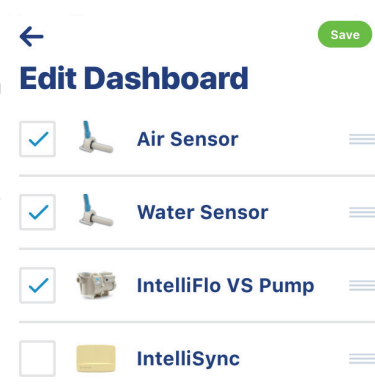 Save
Edit Dashboard
Air Sensor
Water Sensor
IntelliFlo VS Pump
IntelliSync